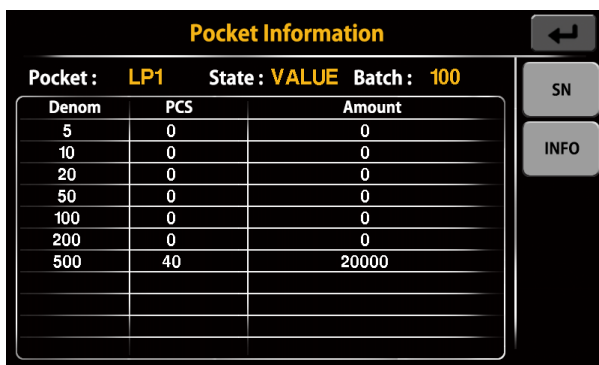 Pocket Information
Pocket : LP1 State : VALUE Batch : 100
SN
INFO
Denom PCS Amount
5 0 0
10 0 0
20 0 0
50 0 0
100 0 0
200 0 0
500 40 20000